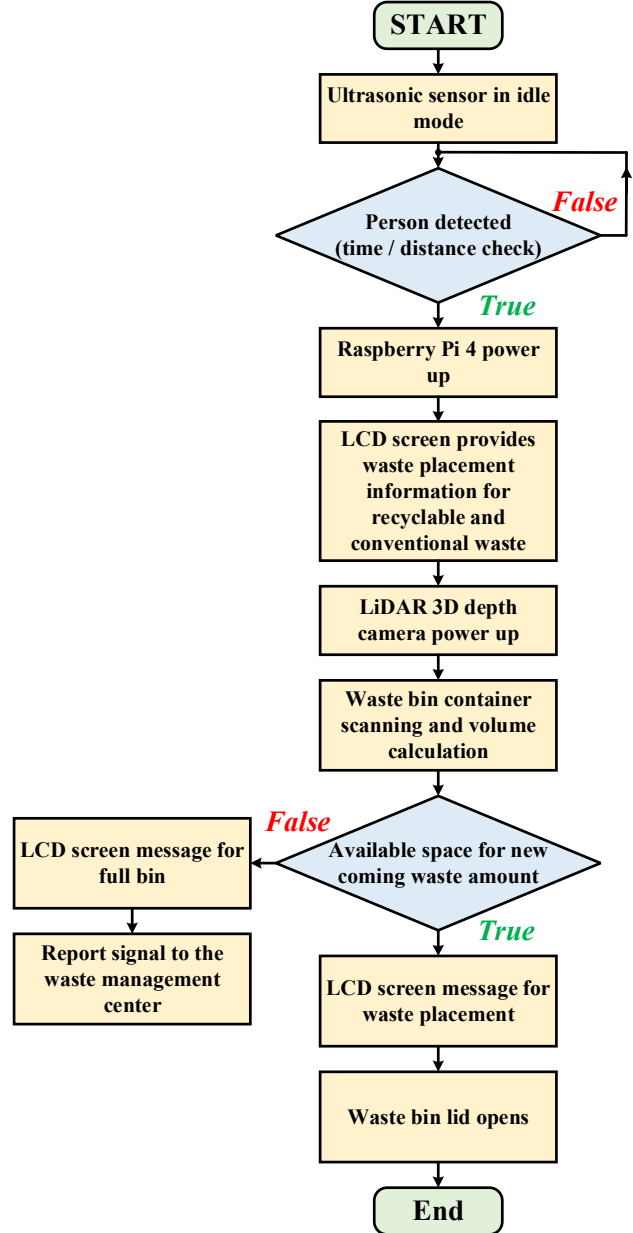 START
Ultrasonic sensor in idle
mode
False
Person detected
(time / distance check)
True
Raspberry Pi 4 power
up
LCD screen provides
waste placement
information for
recyclable and
conventional waste
LiDAR 3D depth
camera power up
Waste bin container
scanning and volume
calculation
False
Available space for new
coming waste amount
LCD screen message for
full bin
Report signal to the
waste management
center
True
LCD screen message for
waste placement
Waste bin lid opens
End